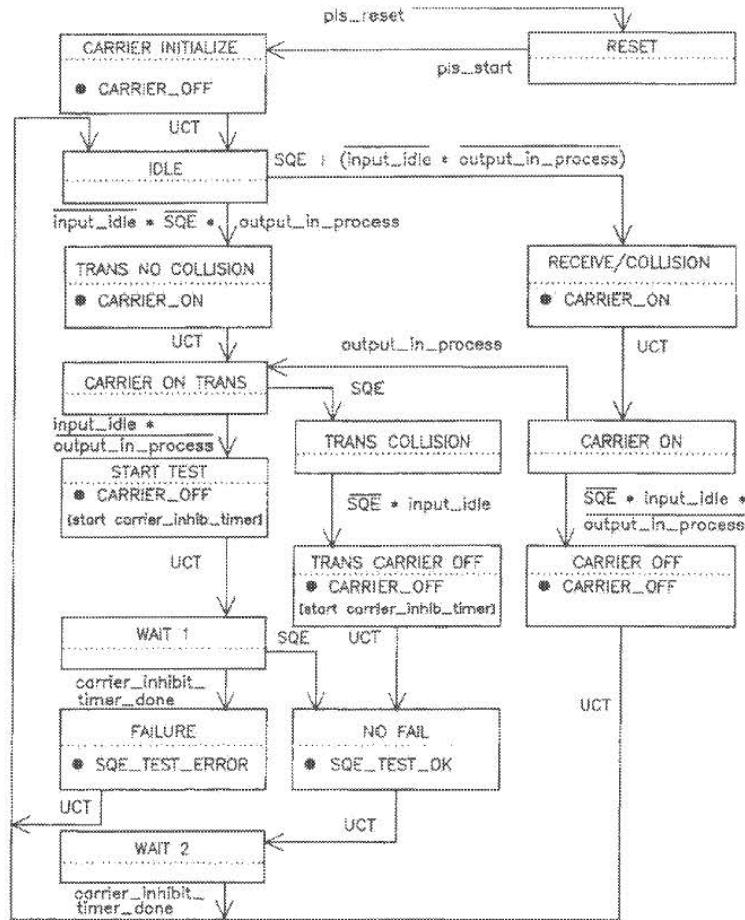 pls_reset
CARRIER INITIALIZE
RESET
pls_start
● CARRIER_OFF
UCT
IDLE
SQE + (input_idle * output_in_process)
input_idle * SQE * output_in_process
TRANS NO COLLISION
RECEIVE/COLLISION
● CARRIER_ON
● CARRIER_ON
UCT
output_in_process
UCT
CARRIER ON TRANS
SQE
input_idle *
output_in_process
TRANS COLLISION
CARRIER ON
START TEST
● CARRIER_OFF
[start carrier_inhib_timer]
SQE * input_idle
SQE * input_idle *
output_in_process
UCT
TRANS CARRIER OFF
CARRIER OFF
● CARRIER_OFF
● CARRIER_OFF
[start carrier_inhib_timer]
WAIT 1
SQE
UCT
carrier_inhibit_
timer_done
UCT
FAILURE
NO FAIL
● SQE_TEST_ERROR
● SQE_TEST_OK
UCT
UCT
WAIT 2
carrier_inhibit_
timer_done